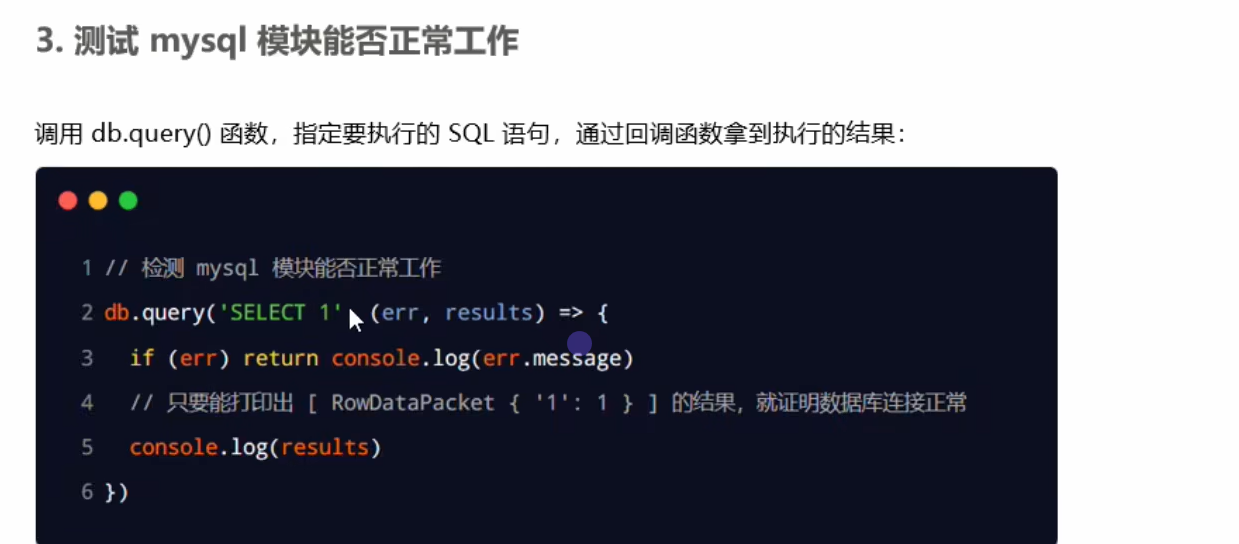 3. 测试 mysql 模块能否正常工作
调用 db.query() 函数，指定要执行的 SQL 语句，通过回调函数拿到执行的结果：
1 // 检测 mysql 模块能否正常工作
2 db.query('SELECT 1', (err, results) => {
3   if (err) return console.log(err.message)
4   // 只要能打印出 [ RowDataPacket { '1': 1 } ] 的结果，就证明数据库连接正常
5   console.log(results)
6 })